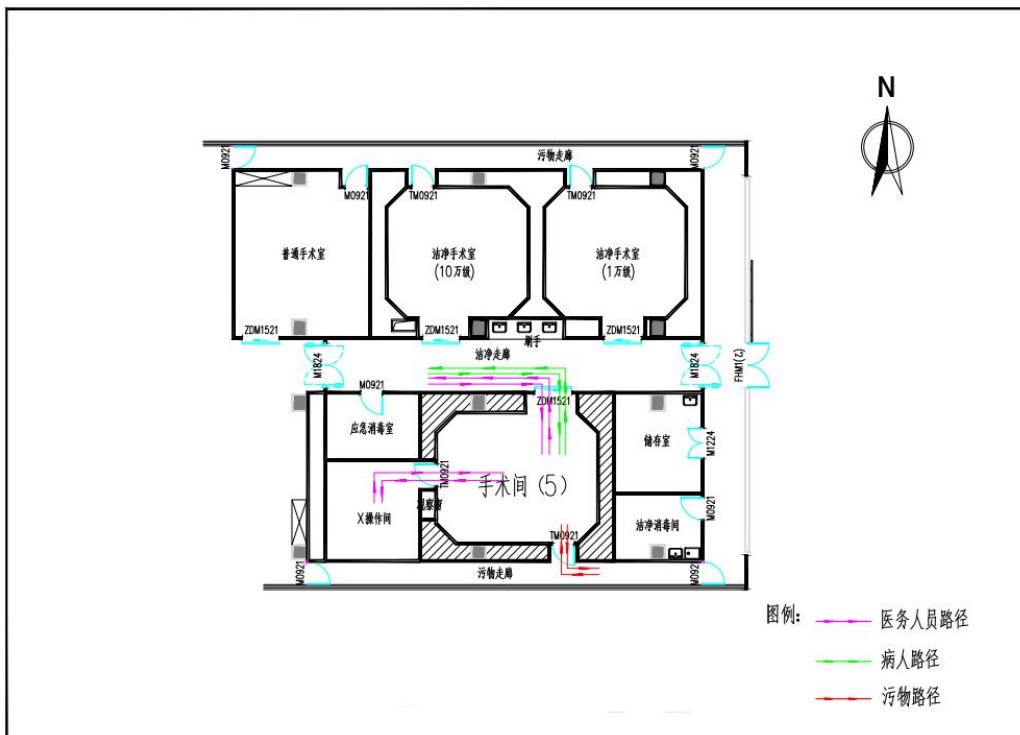 N
污物走廊
M0921
M0921
M0921
TM0921
TM0921
普通手术室
洁净手术室
(10万级)
洁净手术室
(1万级)
ZDM1521
ZDM1521
ZDM1521
刷手
洁净走廊
M1824
M1824
FHM1(乙)
M0921
ZDM1521
应急消毒室
储存室
M1224
TM0921
手术间(5)
观察窗
X操作间
M0921
洁净消毒间
TM0921
污物走廊
M0921
M0921
图例:
医务人员路径
病人路径
污物路径